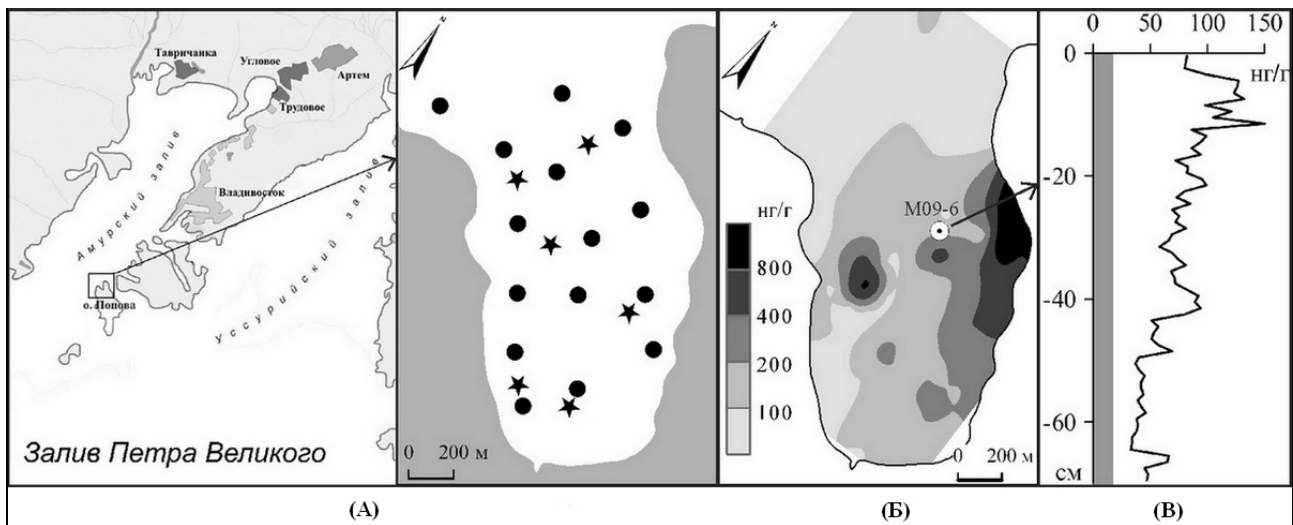 Тавричанка
Угловое
Артем
Трудовое
Амурский залив
Владивосток
Уссурийский залив
о. Попова
Залив Петра Великого
N
0 200 м
N
нг/г
800
400
200
100
М09-6
0 200 м
0 50 100 150
0
нг/г
-20
-40
-60
см
(А) (Б) (В)